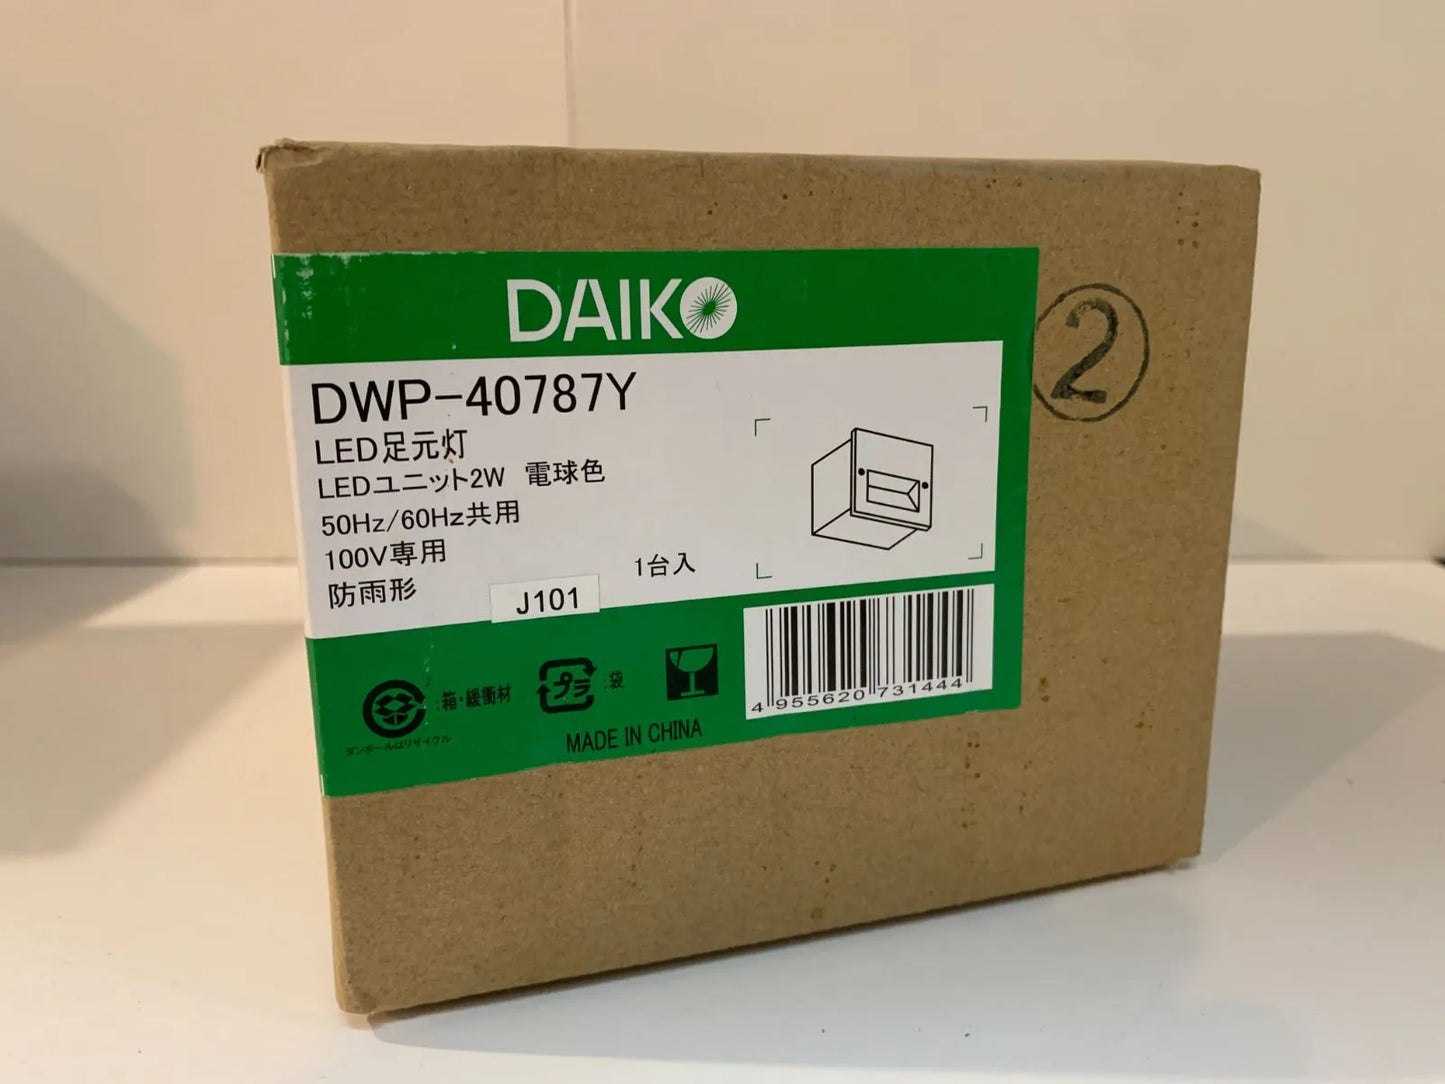 DAIKO
②
DWP-40787Y
LED足元灯
LEDユニット2W 電球色
50Hz/60Hz共用
100V専用
防雨形
1台入
J101
:箱・緩衝材
ダンボールはリサイクル
プラ :袋
MADE IN CHINA
4 955620 731444